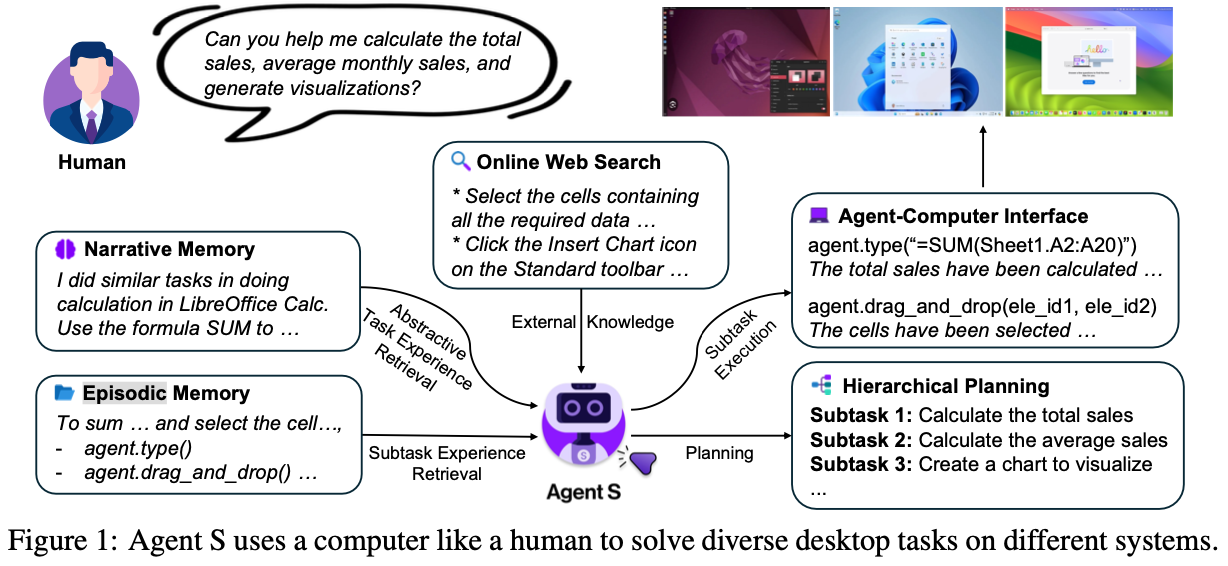 Can you help me calculate the total
sales, average monthly sales, and
generate visualizations?
Human
Online Web Search
* Select the cells containing
all the required data …
* Click the Insert Chart icon
on the Standard toolbar …
Narrative Memory
I did similar tasks in doing
calculation in LibreOffice Calc.
Use the formula SUM to …
Episodic Memory
To sum … and select the cell…,
- agent.type()
- agent.drag_and_drop() …
Abstractive
Task Experience
Retrieval
Subtask Experience
Retrieval
External Knowledge
Agent S
Subtask
Execution
Planning
Agent-Computer Interface
agent.type(“=SUM(Sheet1.A2:A20)”)
The total sales have been calculated …
agent.drag_and_drop(ele_id1, ele_id2)
The cells have been selected …
Hierarchical Planning
Subtask 1: Calculate the total sales
Subtask 2: Calculate the average sales
Subtask 3: Create a chart to visualize
...
Figure 1: Agent S uses a computer like a human to solve diverse desktop tasks on different systems.